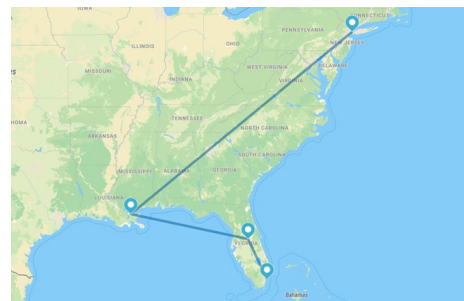 IOWA
CONNECTICUT
PENNSYLVANIA
NEW JERSEY
ILLINOIS
OHIO
INDIANA
DELAWARE
MISSOURI
WEST VIRGINIA
VIRGINIA
OMA
TENNESSEE
NORTH CAROLINA
ARKANSAS
SOUTH CAROLINA
MISSISSIPPI
ALABAMA
GEORGIA
LOUISIANA
FLORIDA
Bahamas